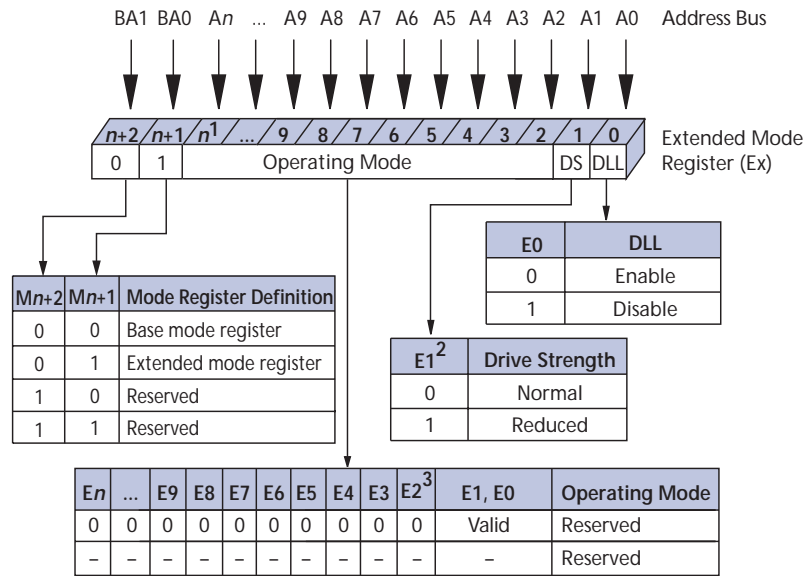 BA1 BA0 An ... A9 A8 A7 A6 A5 A4 A3 A2 A1 A0 Address Bus
n+2 n+1 n1 ... 9 8 7 6 5 4 3 2 1 0
Extended Mode
Register (Ex)
0 1 Operating Mode DS DLL
E0 DLL
0 Enable
1 Disable
Mn+2 Mn+1 Mode Register Definition
0 0 Base mode register
0 1 Extended mode register
1 0 Reserved
1 1 Reserved
E12 Drive Strength
0 Normal
1 Reduced
En ... E9 E8 E7 E6 E5 E4 E3 E23 E1, E0 Operating Mode
0 0 0 0 0 0 0 0 0 0 Valid Reserved
– – – – – – – – – – – Reserved